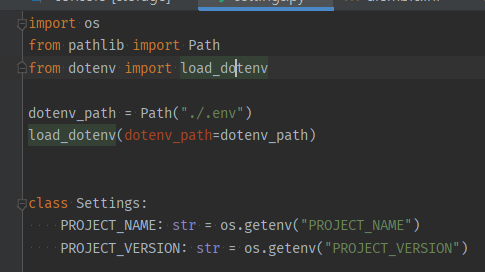 import os
from pathlib import Path
from dotenv import load_dotenv
dotenv_path = Path("./.env")
load_dotenv(dotenv_path=dotenv_path)
class Settings:
    PROJECT_NAME: str = os.getenv("PROJECT_NAME")
    PROJECT_VERSION: str = os.getenv("PROJECT_VERSION")